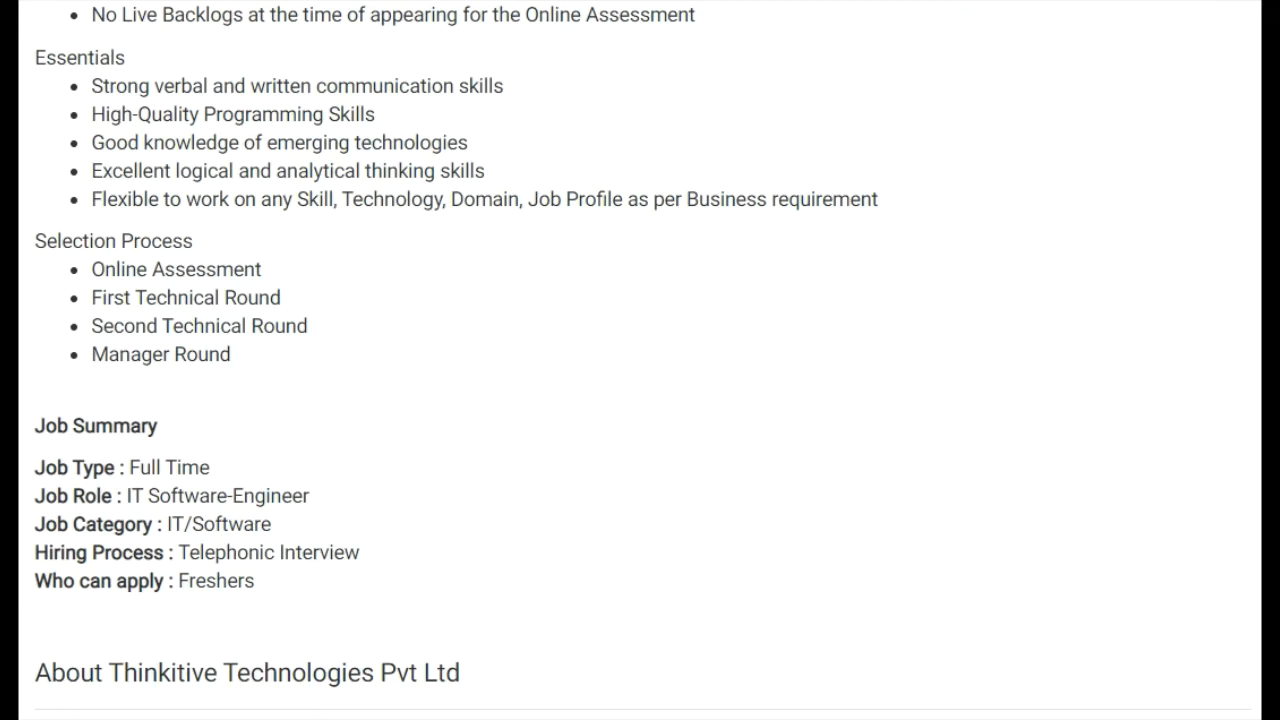 No Live Backlogs at the time of appearing for the Online Assessment
Essentials
Strong verbal and written communication skills
High-Quality Programming Skills
Good knowledge of emerging technologies
Excellent logical and analytical thinking skills
Flexible to work on any Skill, Technology, Domain, Job Profile as per Business requirement
Selection Process
Online Assessment
First Technical Round
Second Technical Round
Manager Round
Job Summary
Job Type : Full Time
Job Role : IT Software-Engineer
Job Category : IT/Software
Hiring Process : Telephonic Interview
Who can apply : Freshers
About Thinkitive Technologies Pvt Ltd